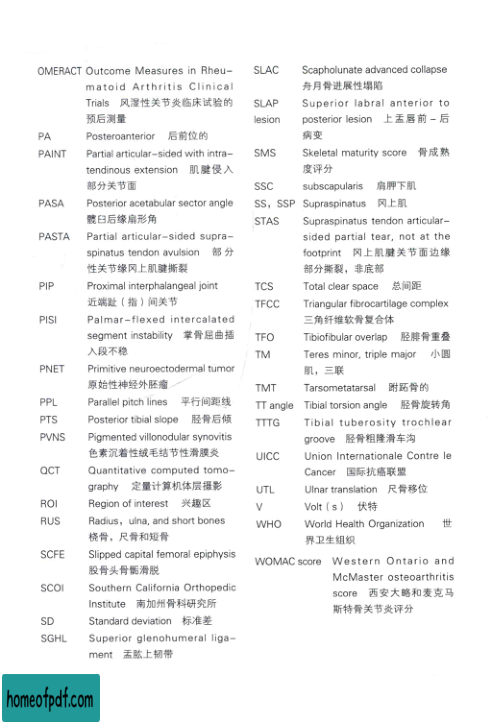 OMERACT Outcome Measures in Rheu-
matoid Arthritis Clinical
Trials 风湿性关节炎临床试验的
预后测量
PA Posteroanterior 后前位的
PAINT Partial articular-sided with intra-
tendinous extension 肌腱侵入
部分关节面
PASA Posterior acetabular sector angle
髋臼后缘扇形角
PASTA Partial articular-sided supra-
spinatus tendon avulsion 部分
性关节缘冈上肌腱撕裂
PIP Proximal interphalangeal joint
近端趾（指）间关节
PISI Palmar-flexed intercalated
segment instability 掌骨屈曲插
入段不稳
PNET Primitive neuroectodermal tumor
原始性神经外胚瘤
PPL Parallel pitch lines 平行间距线
PTS Posterior tibial slope 胫骨后倾
PVNS Pigmented villonodular synovitis
色素沉着性绒毛结节性滑膜炎
QCT Quantitative computed tomo-
graphy 定量计算机体层摄影
ROI Region of interest 兴趣区
RUS Radius，ulna, and short bones
桡骨，尺骨和短骨
SCFE Slipped capital femoral epiphysis
股骨头骨骺滑脱
SCOI Southern California Orthopedic
Institute 南加州骨科研究所
SD Standard deviation 标准差
SGHL Superior glenohumeral liga-
ment 盂肱上韧带
SLAC Scapholunate advanced collapse
舟月骨进展性塌陷
SLAP Superior labral anterior to
lesion posterior lesion 上盂唇前－后
病变
SMS Skeletal maturity score 骨成熟
度评分
SSC subscapularis 肩胛下肌
SS，SSP Supraspinatus 冈上肌
STAS Supraspinatus tendon articular-
sided partial tear, not at the
footprint 冈上肌腱关节面边缘
部分撕裂，非底部
TCS Total clear space 总间距
TFCC Triangular fibrocartilage complex
三角纤维软骨复合体
TFO Tibiofibular overlap 胫腓骨重叠
TM Teres minor, triple major 小圆
肌，三联
TMT Tarsometatarsal 跗跖骨的
TT angle Tibial torsion angle 胫骨旋转角
TTTG Tibial tuberosity trochlear
groove 胫骨粗隆滑车沟
UICC Union Internationale Contre le
Cancer 国际抗癌联盟
UTL Ulnar translation 尺骨移位
V Volt（s） 伏特
WHO World Health Organization 世
界卫生组织
WOMAC score Western Ontario and
McMaster osteoarthritis
score 西安大略和麦克马
斯特骨关节炎评分
homeofpdf.com